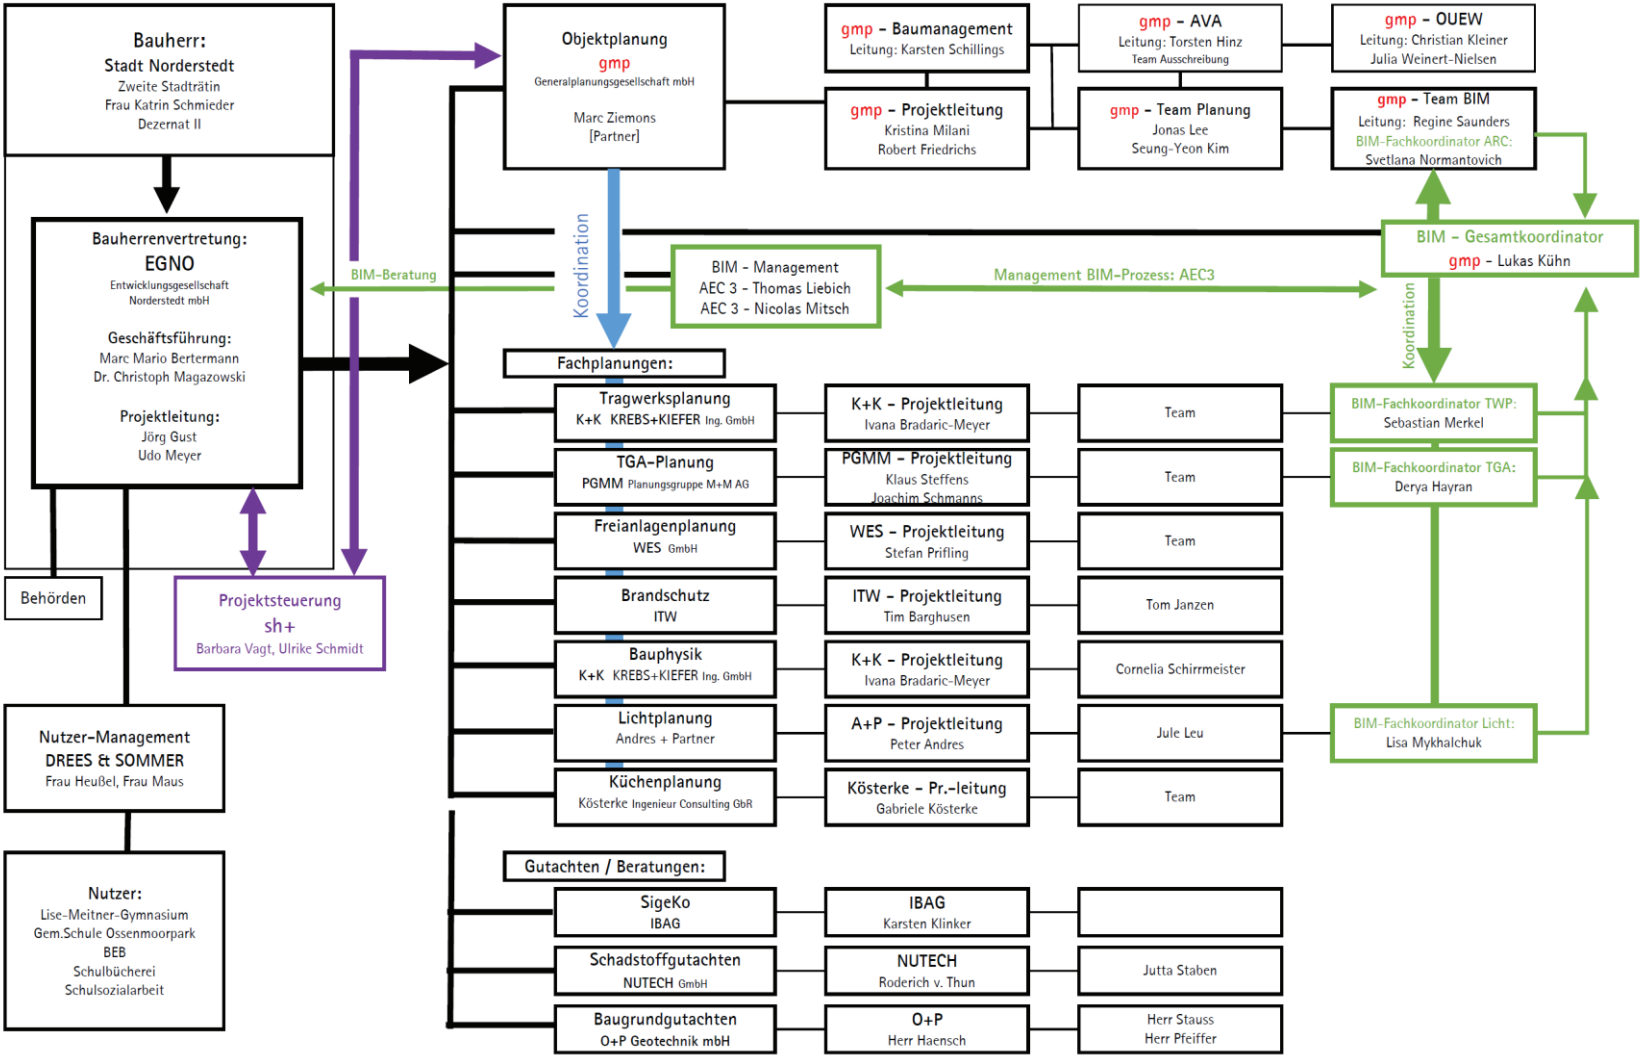 Bauherr:
Stadt Norderstedt
Zweite Stadträtin
Frau Katrin Schmieder
Dezernat II
Bauherrenvertretung:
EGNO
Entwicklungsgesellschaft
Norderstedt mbH
Geschäftsführung:
Marc Mario Bertermann
Dr. Christoph Magazowski
Projektleitung:
Jörg Gust
Udo Meyer
Behörden
Projektsteuerung
sh+
Barbara Vagt, Ulrike Schmidt
Nutzer-Management
DREES & SOMMER
Frau Heußel, Frau Maus
Nutzer:
Lise-Meitner-Gymnasium
Gem.Schule Ossenmoorpark
BEB
Schulbücherei
Schulsozialarbeit
Objektplanung
gmp
Generalplanungsgesellschaft mbH
Marc Ziemons
[Partner]
gmp - Baumanagement
Leitung: Karsten Schillings
gmp - AVA
Leitung: Torsten Hinz
Team Ausschreibung
gmp - OUEW
Leitung: Christian Kleiner
Julia Weinert-Nielsen
gmp - Projektleitung
Kristina Milani
Robert Friedrichs
gmp - Team Planung
Jonas Lee
Seung-Yeon Kim
gmp - Team BIM
Leitung: Regine Saunders
BIM-Fachkoordinator ARC:
Svetlana Normantovich
Koordination
BIM-Beratung
BIM - Management
AEC 3 - Thomas Liebich
AEC 3 - Nicolas Mitsch
Management BIM-Prozess: AEC3
BIM - Gesamtkoordinator
gmp - Lukas Kühn
Koordination
Fachplanungen:
Tragwerksplanung
K+K KREBS+KIEFER Ing. GmbH
K+K - Projektleitung
Ivana Bradaric-Meyer
Team
BIM-Fachkoordinator TWP:
Sebastian Merkel
TGA-Planung
PGMM Planungsgruppe M+M AG
PGMM - Projektleitung
Klaus Steffens
Joachim Schmanns
Team
BIM-Fachkoordinator TGA:
Derya Hayran
Freianlagenplanung
WES GmbH
WES - Projektleitung
Stefan Prifling
Team
Brandschutz
ITW
ITW - Projektleitung
Tim Barghusen
Tom Janzen
Bauphysik
K+K KREBS+KIEFER Ing. GmbH
K+K - Projektleitung
Ivana Bradaric-Meyer
Cornelia Schirrmeister
Lichtplanung
Andres + Partner
A+P - Projektleitung
Peter Andres
Jule Leu
BIM-Fachkoordinator Licht:
Lisa Mykhalchuk
Küchenplanung
Kösterke Ingenieur Consulting GbR
Kösterke - Pr.-leitung
Gabriele Kösterke
Team
Gutachten / Beratungen:
SigeKo
IBAG
IBAG
Karsten Klinker
Schadstoffgutachten
NUTECH GmbH
NUTECH
Roderich v. Thun
Jutta Staben
Baugrundgutachten
O+P Geotechnik mbH
O+P
Herr Haensch
Herr Stauss
Herr Pfeiffer